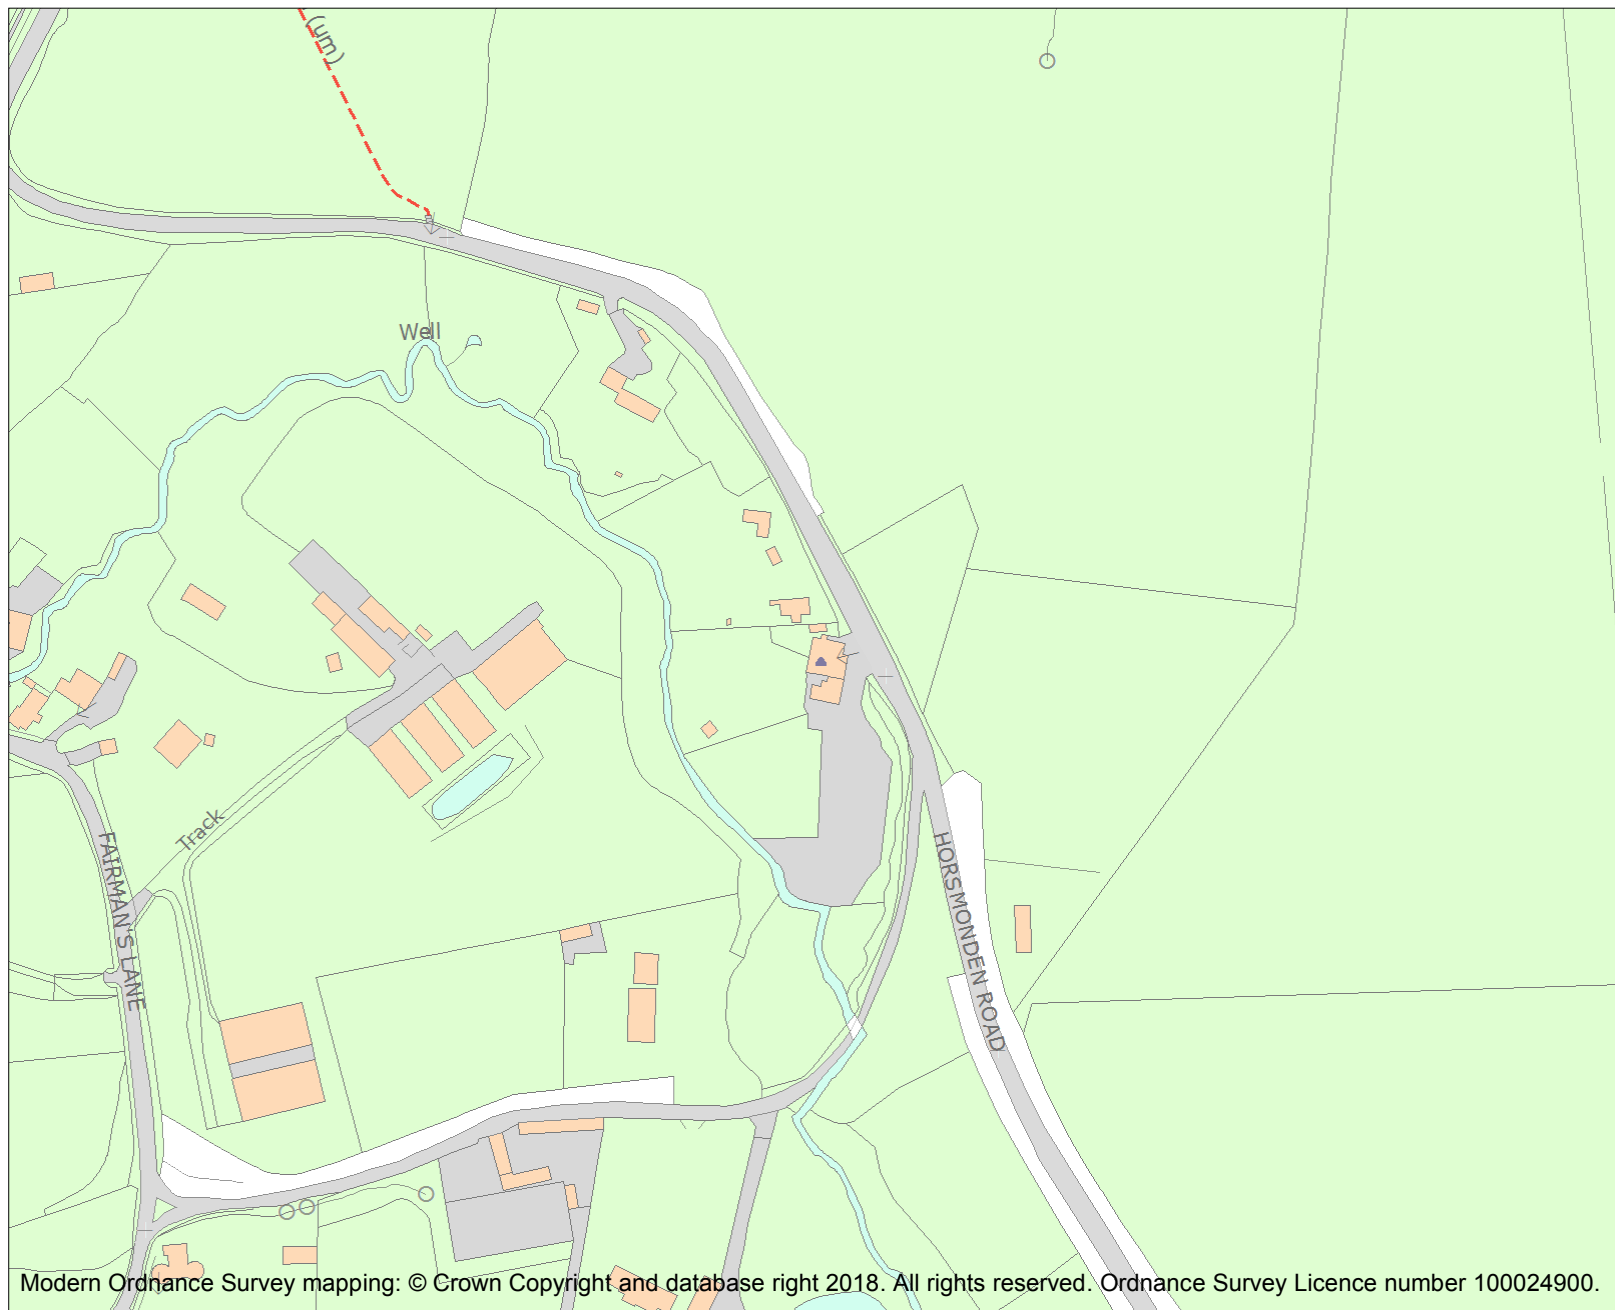 (um)
Well
Track
FAIRMAN'S LANE
HORSMONDEN ROAD
Modern Ordnance Survey mapping: © Crown Copyright and database right 2018. All rights reserved. Ordnance Survey Licence number 100024900.